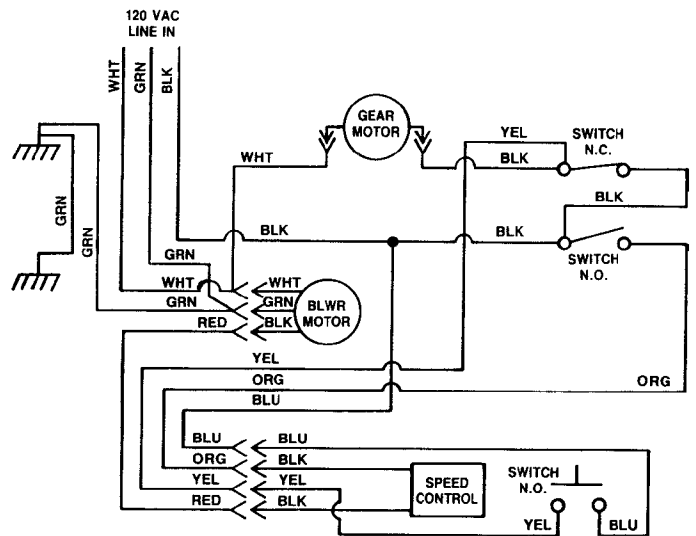 120 VAC
LINE IN
WHT
GRN
BLK
GEAR
MOTOR
WHT
YEL
SWITCH
N.C.
BLK
BLK
GRN
GRN
BLK
BLK
SWITCH
N.O.
GRN
WHT
WHT
GRN
GRN
BLWR
MOTOR
RED
BLK
YEL
ORG
ORG
BLU
BLU
BLU
ORG
BLK
YEL
YEL
SPEED
CONTROL
SWITCH
N.O.
RED
BLK
YEL
BLU